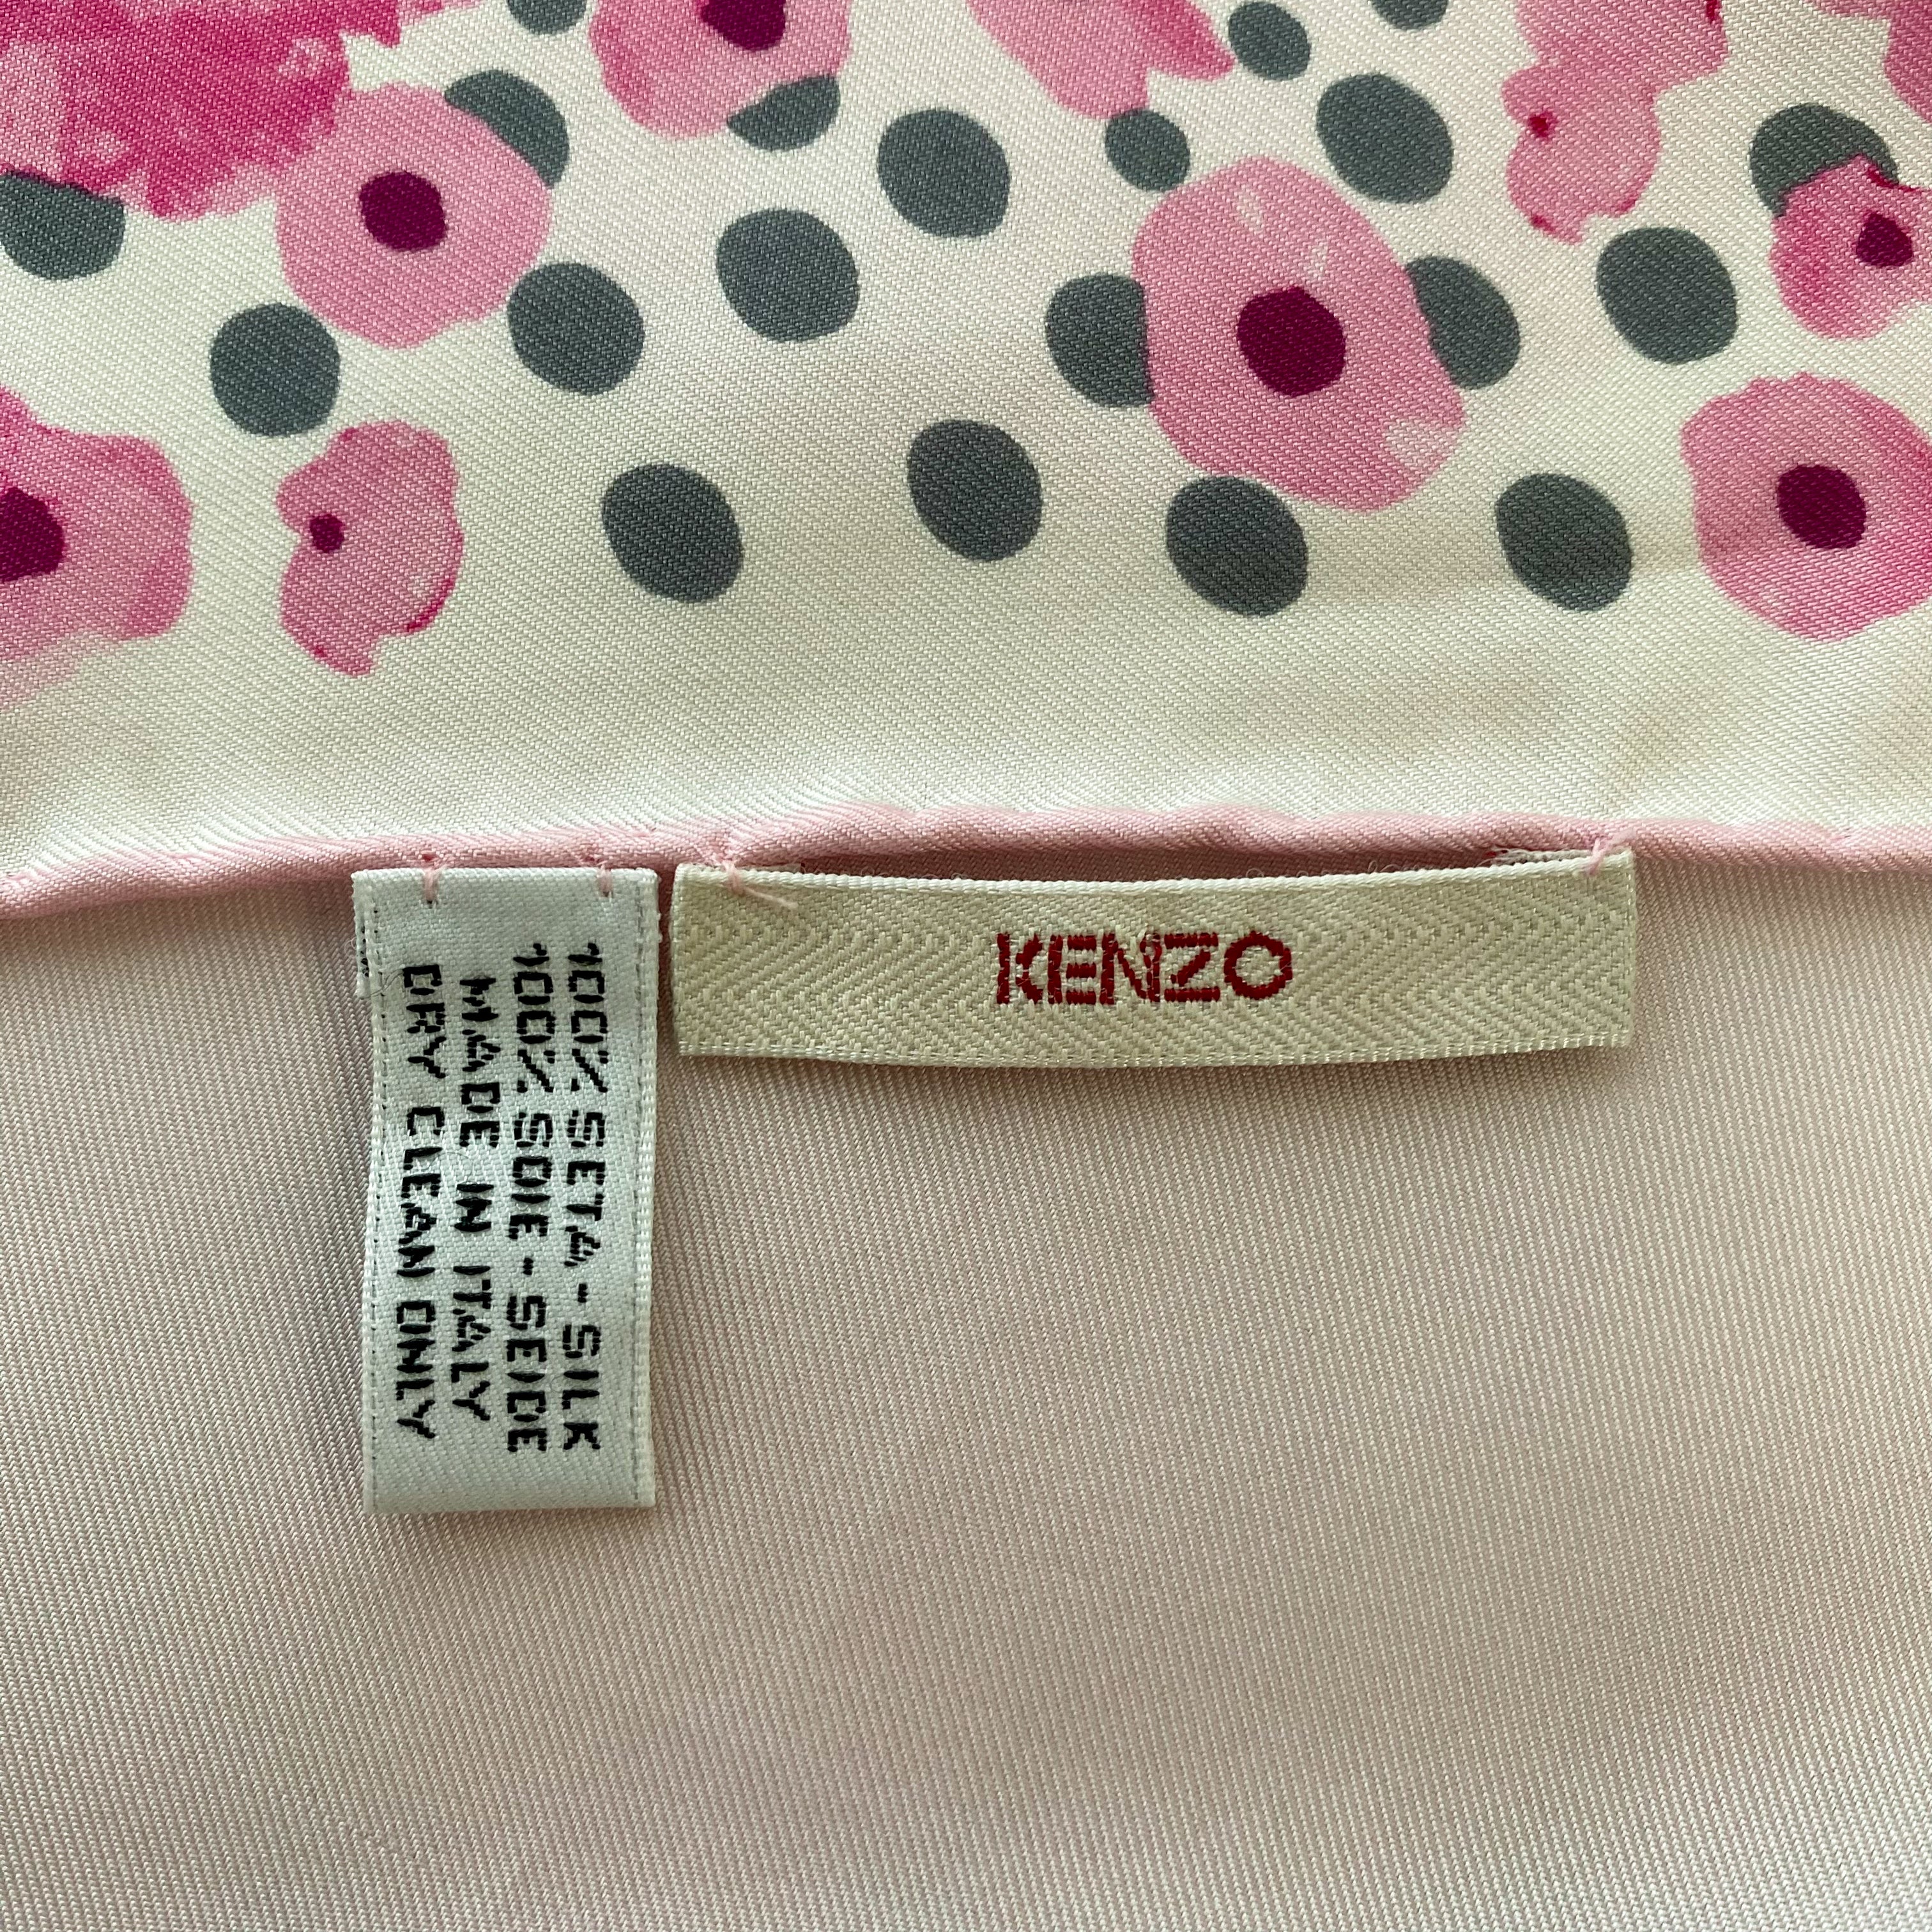 100% SETA - SILK
100% SOIE - SEIDE
MADE IN ITALY
DRY CLEAN ONLY
KENZO